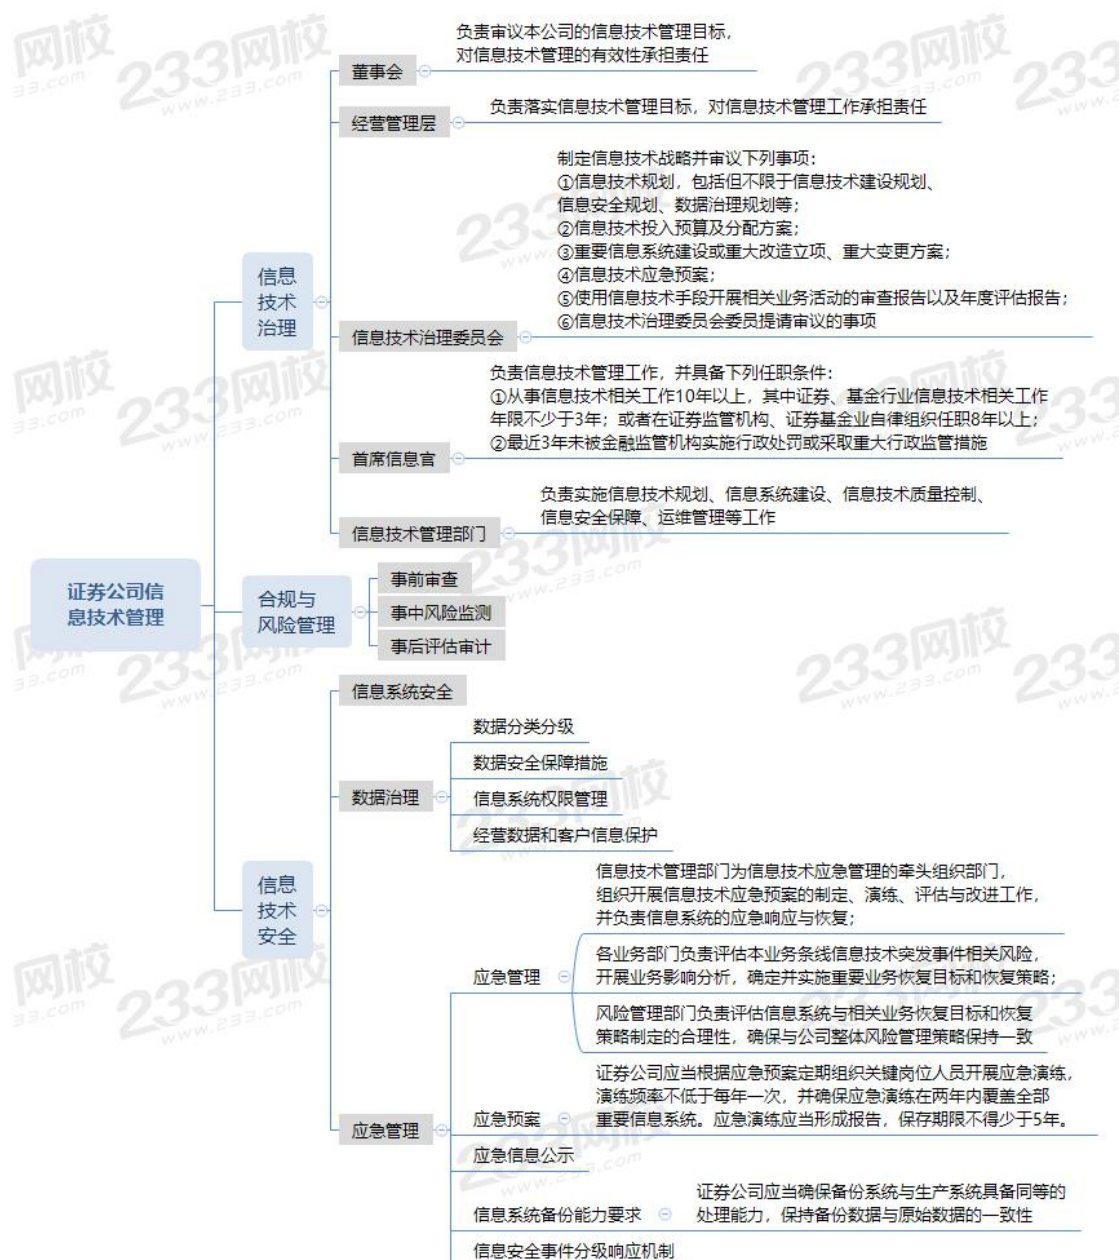 证券公司信
息技术管理
信息
技术
治理
董事会
负责审议本公司的信息技术管理目标，
对信息技术管理的有效性承担责任
经营管理层
负责落实信息技术管理目标，对信息技术管理工作承担责任
信息技术治理委员会
制定信息技术战略并审议下列事项：
①信息技术规划，包括但不限于信息技术建设规划、
信息安全规划、数据治理规划等；
②信息技术投入预算及分配方案；
③重要信息系统建设或重大改造立项、重大变更方案；
④信息技术应急预案；
⑤使用信息技术手段开展相关业务活动的审查报告以及年度评估报告；
⑥信息技术治理委员会委员提请审议的事项
首席信息官
负责信息技术管理工作，并具备下列任职条件：
①从事信息技术相关工作10年以上，其中证券、基金行业信息技术相关工作
年限不少于3年；或者在证券监管机构、证券基金业自律组织任职8年以上；
②最近3年未被金融监管机构实施行政处罚或采取重大行政监管措施
信息技术管理部门
负责实施信息技术规划、信息系统建设、信息技术质量控制、
信息安全保障、运维管理等工作
合规与
风险管理
事前审查
事中风险监测
事后评估审计
信息
技术
安全
信息系统安全
数据治理
数据分类分级
数据安全保障措施
信息系统权限管理
经营数据和客户信息保护
应急管理
应急管理
信息技术管理部门为信息技术应急管理的牵头组织部门，
组织开展信息技术应急预案的制定、演练、评估与改进工作，
并负责信息系统的应急响应与恢复；
各业务部门负责评估本业务条线信息技术突发事件相关风险，
开展业务影响分析，确定并实施重要业务恢复目标和恢复策略；
风险管理部门负责评估信息系统与相关业务恢复目标和恢复
策略制定的合理性，确保与公司整体风险管理策略保持一致
应急预案
证券公司应当根据应急预案定期组织关键岗位人员开展应急演练，
演练频率不低于每年一次，并确保应急演练在两年内覆盖全部
重要信息系统。应急演练应当形成报告，保存期限不得少于5年。
应急信息公示
信息系统备份能力要求
证券公司应当确保备份系统与生产系统具备同等的
处理能力，保持备份数据与原始数据的一致性
信息安全事件分级响应机制
233网校
www.233.com